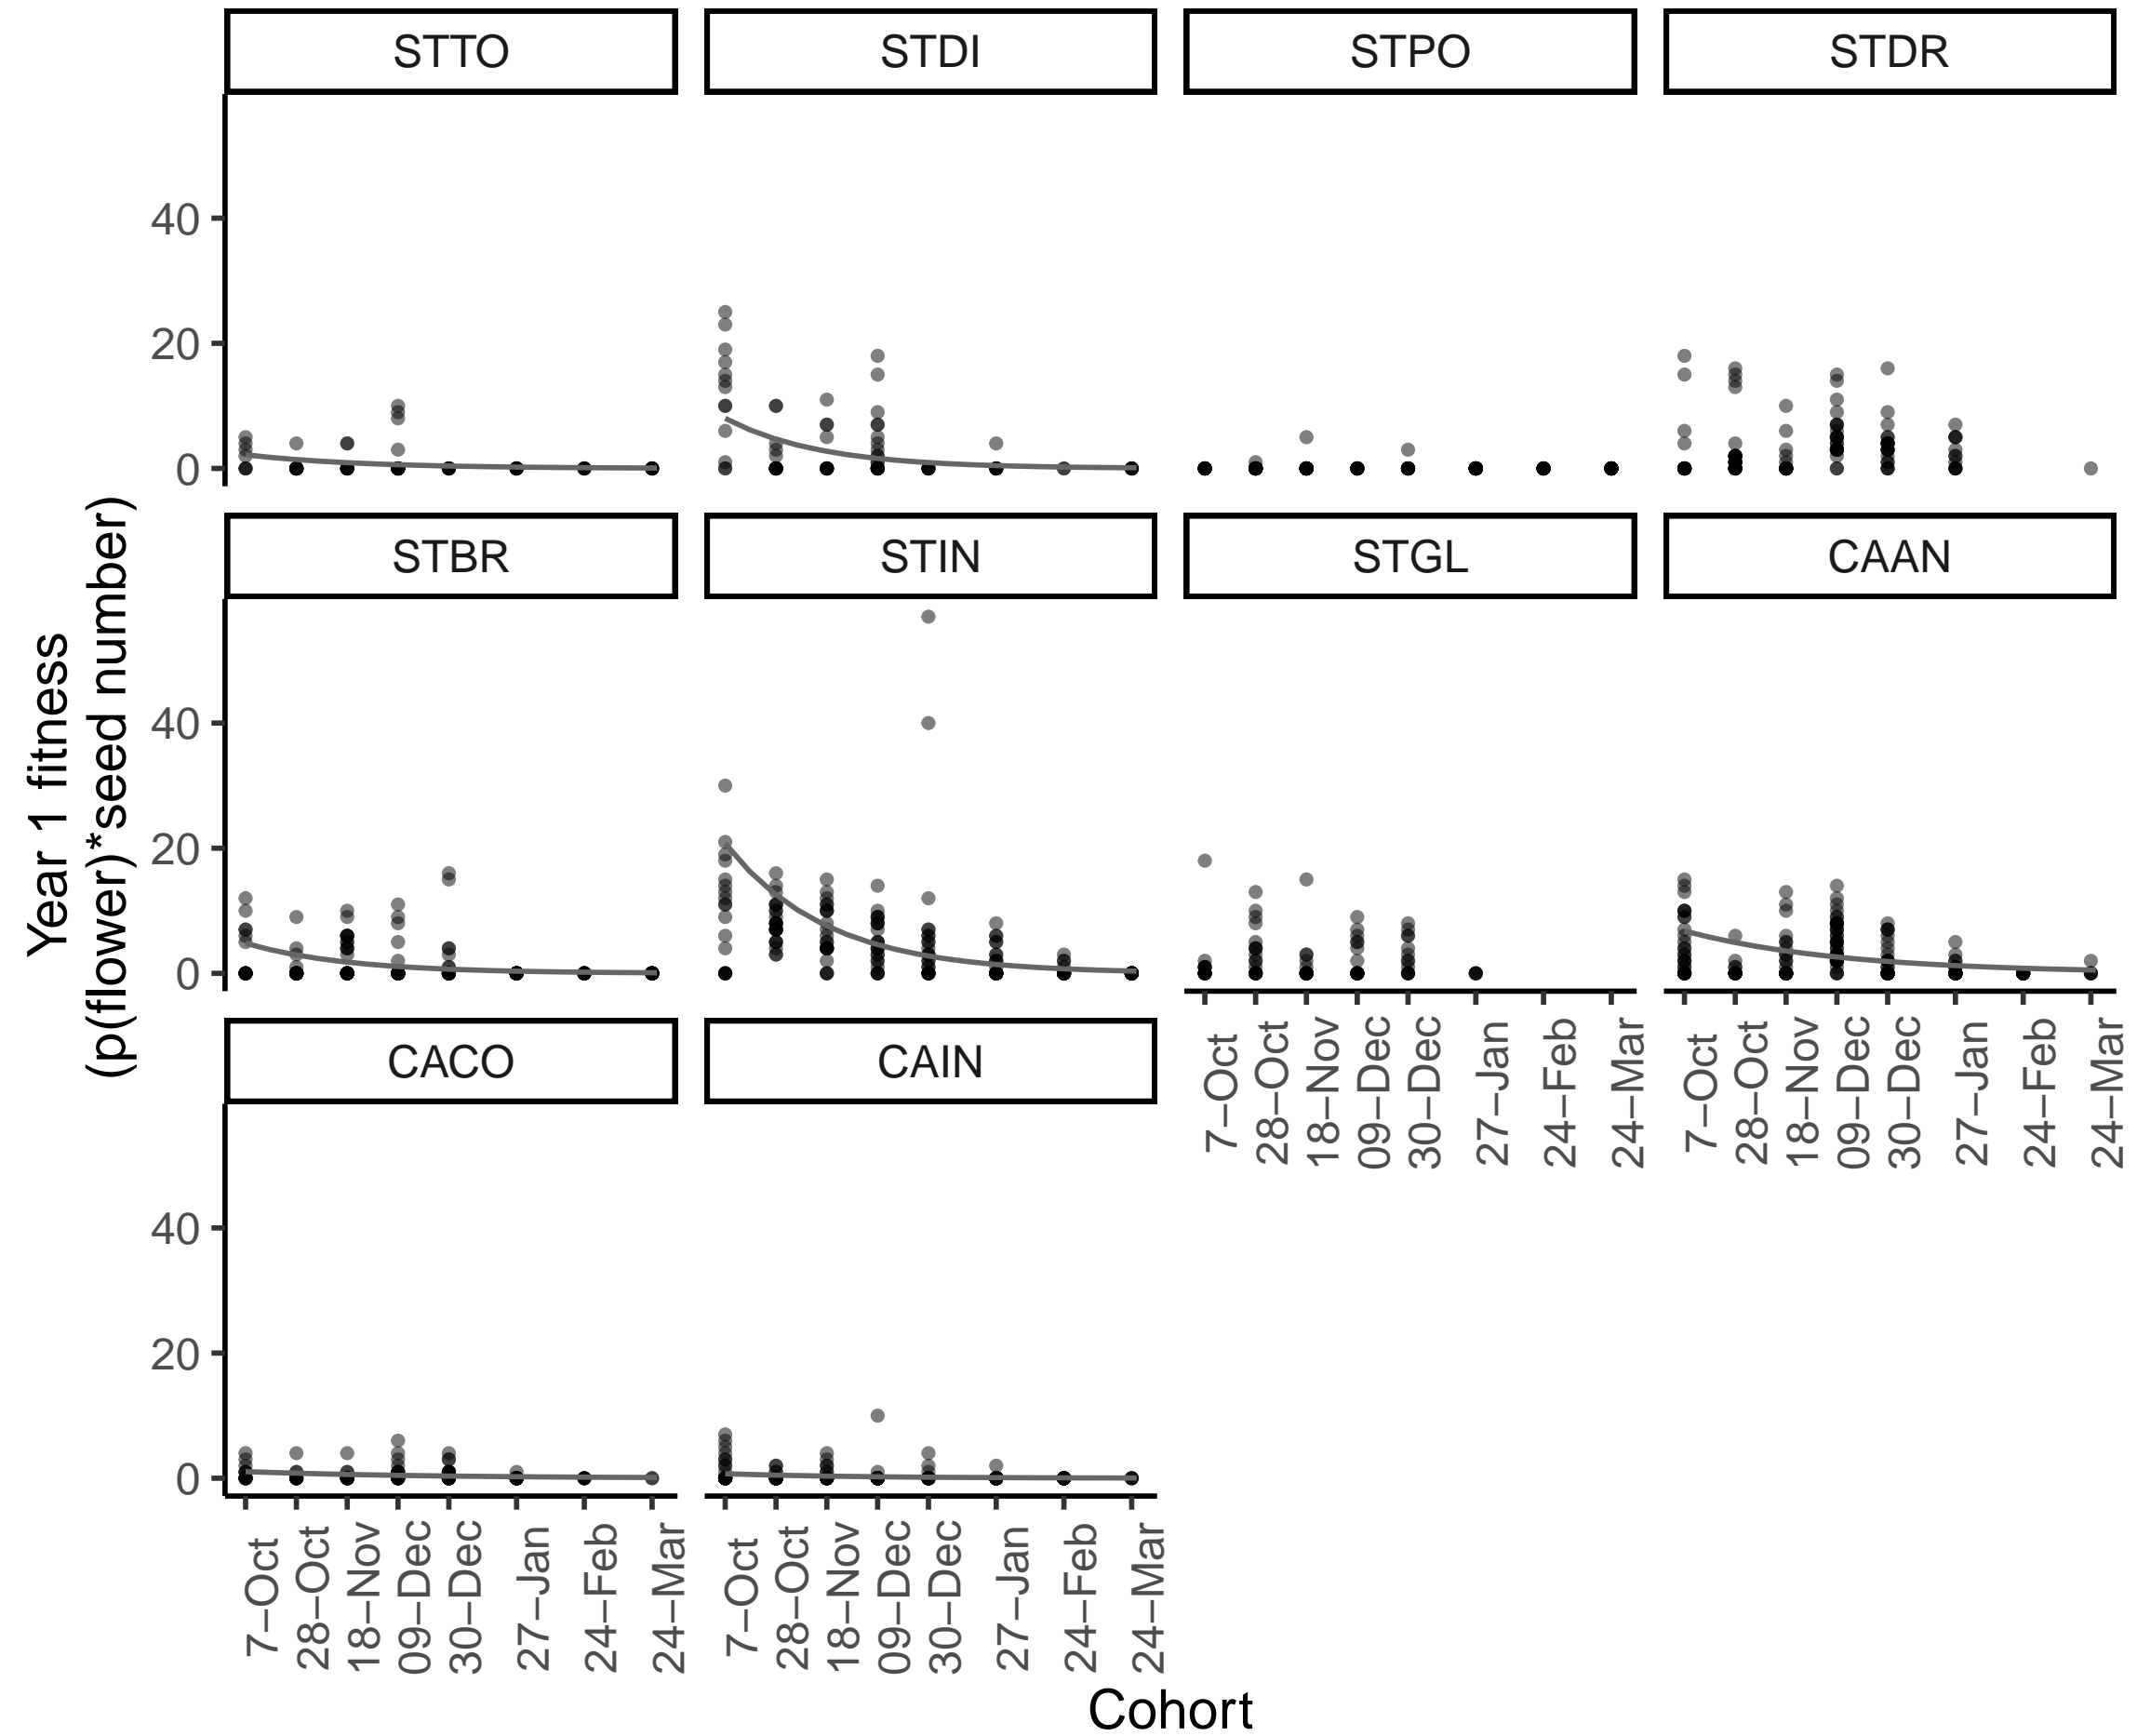 STTO
STDI
STPO
STDR
40
20
0
STBR
STIN
STGL
CAAN
40
20
0
Year 1 fitness
(p(flower)*seed number)
7–Oct
28–Oct
18–Nov
09–Dec
30–Dec
27–Jan
24–Feb
24–Mar
7–Oct
28–Oct
18–Nov
09–Dec
30–Dec
27–Jan
24–Feb
24–Mar
CACO
CAIN
40
20
0
7–Oct
28–Oct
18–Nov
09–Dec
30–Dec
27–Jan
24–Feb
24–Mar
7–Oct
28–Oct
18–Nov
09–Dec
30–Dec
27–Jan
24–Feb
24–Mar
Cohort